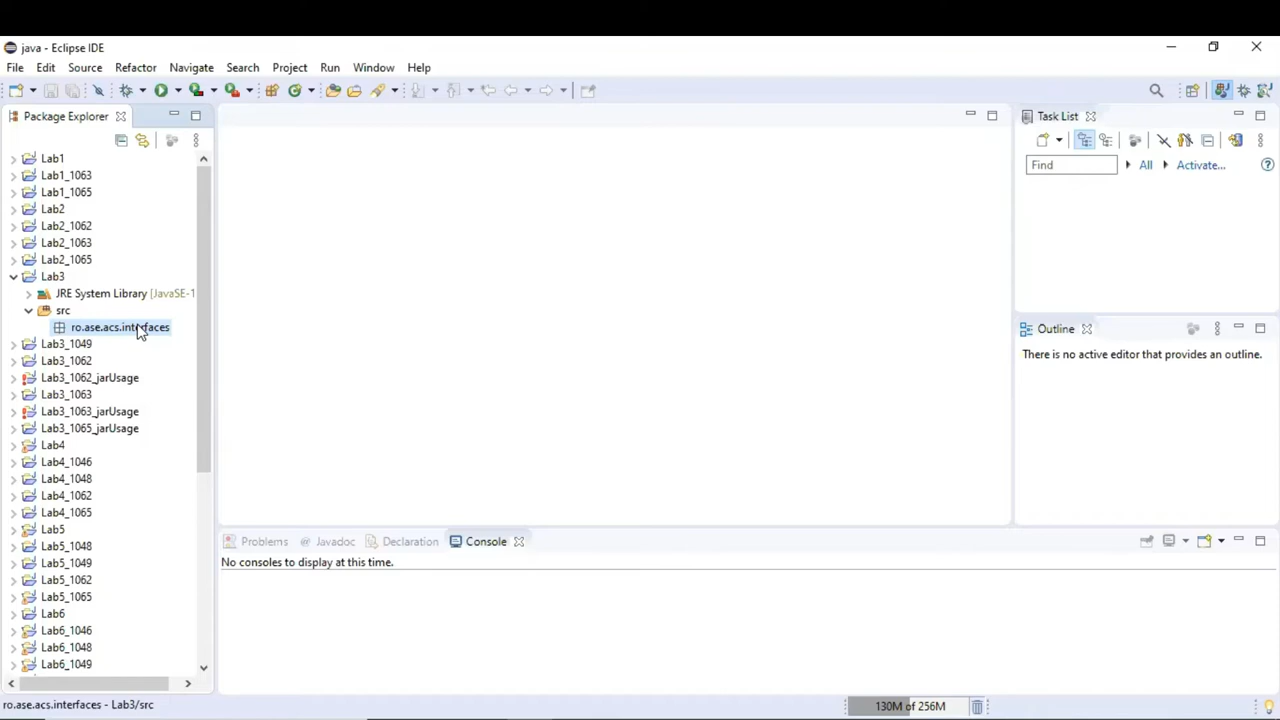 java - Eclipse IDE
File Edit Source Refactor Navigate Search Project Run Window Help
Package Explorer
Lab1
Lab1_1063
Lab1_1065
Lab2
Lab2_1062
Lab2_1063
Lab2_1065
Lab3
JRE System Library [JavaSE-1
src
ro.ase.acs.interfaces
Lab3_1049
Lab3_1062
Lab3_1062_jarUsage
Lab3_1063
Lab3_1063_jarUsage
Lab3_1065_jarUsage
Lab4
Lab4_1046
Lab4_1048
Lab4_1062
Lab4_1065
Lab5
Lab5_1048
Lab5_1049
Lab5_1062
Lab5_1065
Lab6
Lab6_1046
Lab6_1048
Lab6_1049
Task List
Find All Activate...
Outline
There is no active editor that provides an outline.
Problems Javadoc Declaration Console
No consoles to display at this time.
ro.ase.acs.interfaces - Lab3/src
130M of 256M